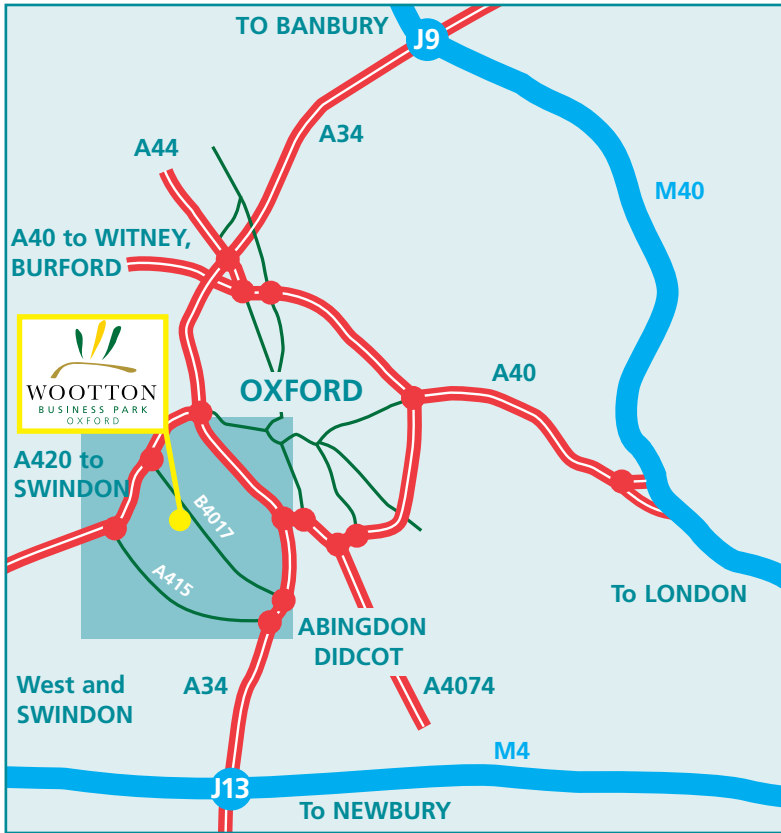 TO BANBURY
J9
A34
A44
M40
A40 to WITNEY,
BURFORD
WOOTTON
BUSINESS PARK
OXFORD
OXFORD
A40
A420 to
SWINDON
B4017
A415
To LONDON
ABINGDON
DIDCOT
West and
SWINDON
A34
A4074
M4
J13
To NEWBURY